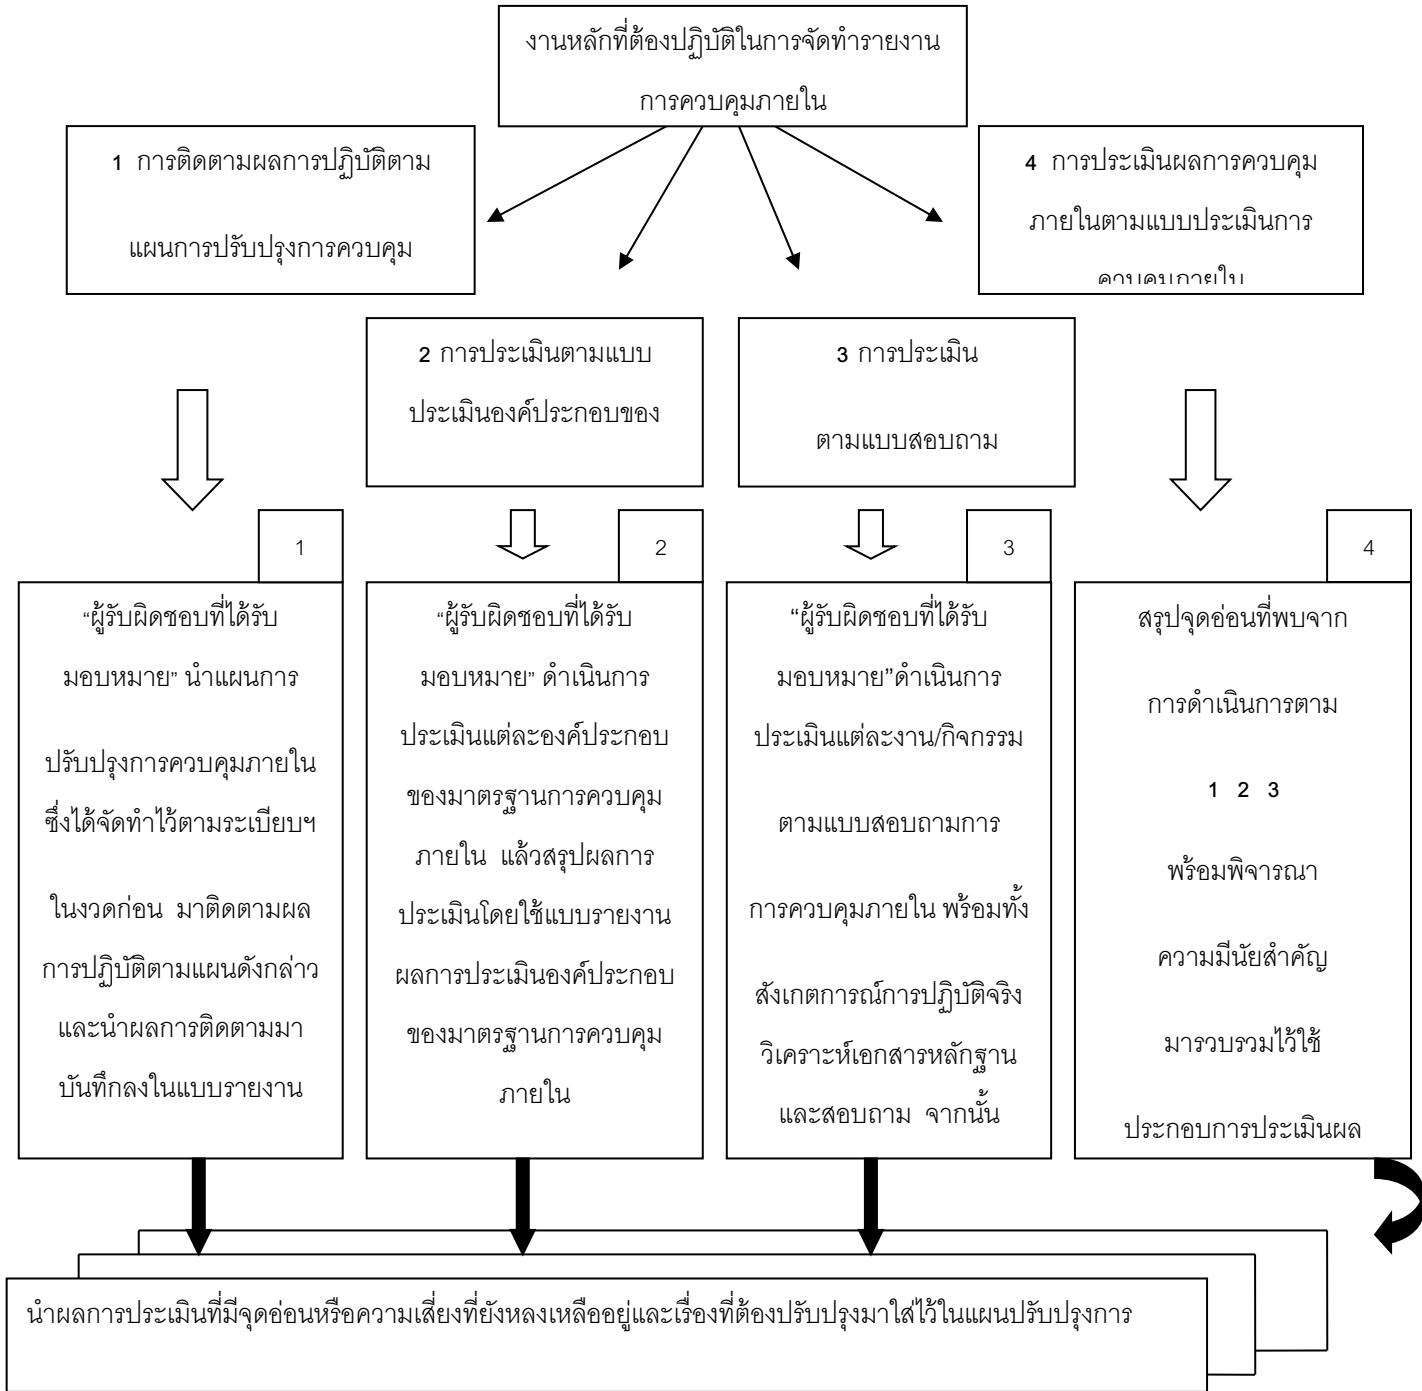 งานหลักที่ต้องปฏิบัติในการจัดทำรายงาน
การควบคุมภายใน
1 การติดตามผลการปฏิบัติตาม
แผนการปรับปรุงการควบคุม
4 การประเมินผลการควบคุม
ภายในตามแบบประเมินการ
2 การประเมินตามแบบ
ประเมินองค์ประกอบของ
3 การประเมิน
ตามแบบสอบถาม
1
“ผู้รับผิดชอบที่ได้รับ
มอบหมาย” นำแผนการ
ปรับปรุงการควบคุมภายใน
ซึ่งได้จัดทำไว้ตามระเบียบฯ
ในงวดก่อน มาติดตามผล
การปฏิบัติตามแผนดังกล่าว
และนำผลการติดตามมา
บันทึกลงในแบบรายงาน
2
“ผู้รับผิดชอบที่ได้รับ
มอบหมาย” ดำเนินการ
ประเมินแต่ละองค์ประกอบ
ของมาตรฐานการควบคุม
ภายใน แล้วสรุปผลการ
ประเมินโดยใช้แบบรายงาน
ผลการประเมินองค์ประกอบ
ของมาตรฐานการควบคุม
ภายใน
3
“ผู้รับผิดชอบที่ได้รับ
มอบหมาย”ดำเนินการ
ประเมินแต่ละงาน/กิจกรรม
ตามแบบสอบถามการ
การควบคุมภายใน พร้อมทั้ง
สังเกตการณ์การปฏิบัติจริง
วิเคราะห์เอกสารหลักฐาน
และสอบถาม จากนั้น
4
สรุปจุดอ่อนที่พบจาก
การดำเนินการตาม
1 2 3
พร้อมพิจารณา
ความมีนัยสำคัญ
มารวบรวมไว้ใช้
ประกอบการประเมินผล
นำผลการประเมินที่มีจุดอ่อนหรือความเสี่ยงที่ยังหลงเหลืออยู่และเรื่องที่ต้องปรับปรุงมาใส่ไว้ในแผนปรับปรุงการ